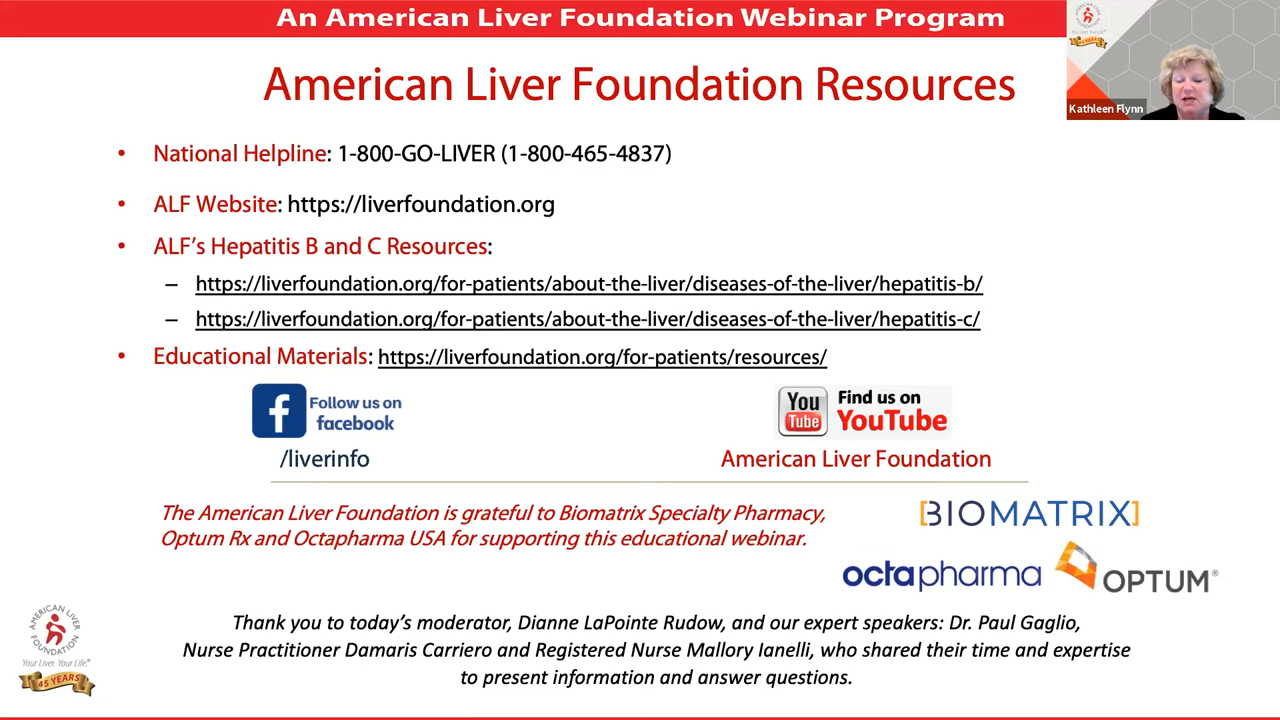 An American Liver Foundation Webinar Program
American Liver Foundation Resources
Kathleen Flynn
• National Helpline: 1-800-GO-LIVER (1-800-465-4837)
• ALF Website: https://liverfoundation.org
• ALF’s Hepatitis B and C Resources:
– https://liverfoundation.org/for-patients/about-the-liver/diseases-of-the-liver/hepatitis-b/
– https://liverfoundation.org/for-patients/about-the-liver/diseases-of-the-liver/hepatitis-c/
• Educational Materials: https://liverfoundation.org/for-patients/resources/
f Follow us on
facebook
/liverinfo
You
Tube
Find us on
YouTube
American Liver Foundation
The American Liver Foundation is grateful to Biomatrix Specialty Pharmacy,
Optum Rx and Octapharma USA for supporting this educational webinar.
[BIOMATRIX]
octapharma
OPTUM®
Thank you to today’s moderator, Dianne LaPointe Rudow, and our expert speakers: Dr. Paul Gaglio,
Nurse Practitioner Damaris Carriero and Registered Nurse Mallory Ianelli, who shared their time and expertise
to present information and answer questions.
AMERICAN LIVER
FOUNDATION
Your Liver. Your Life.®
45 YEARS